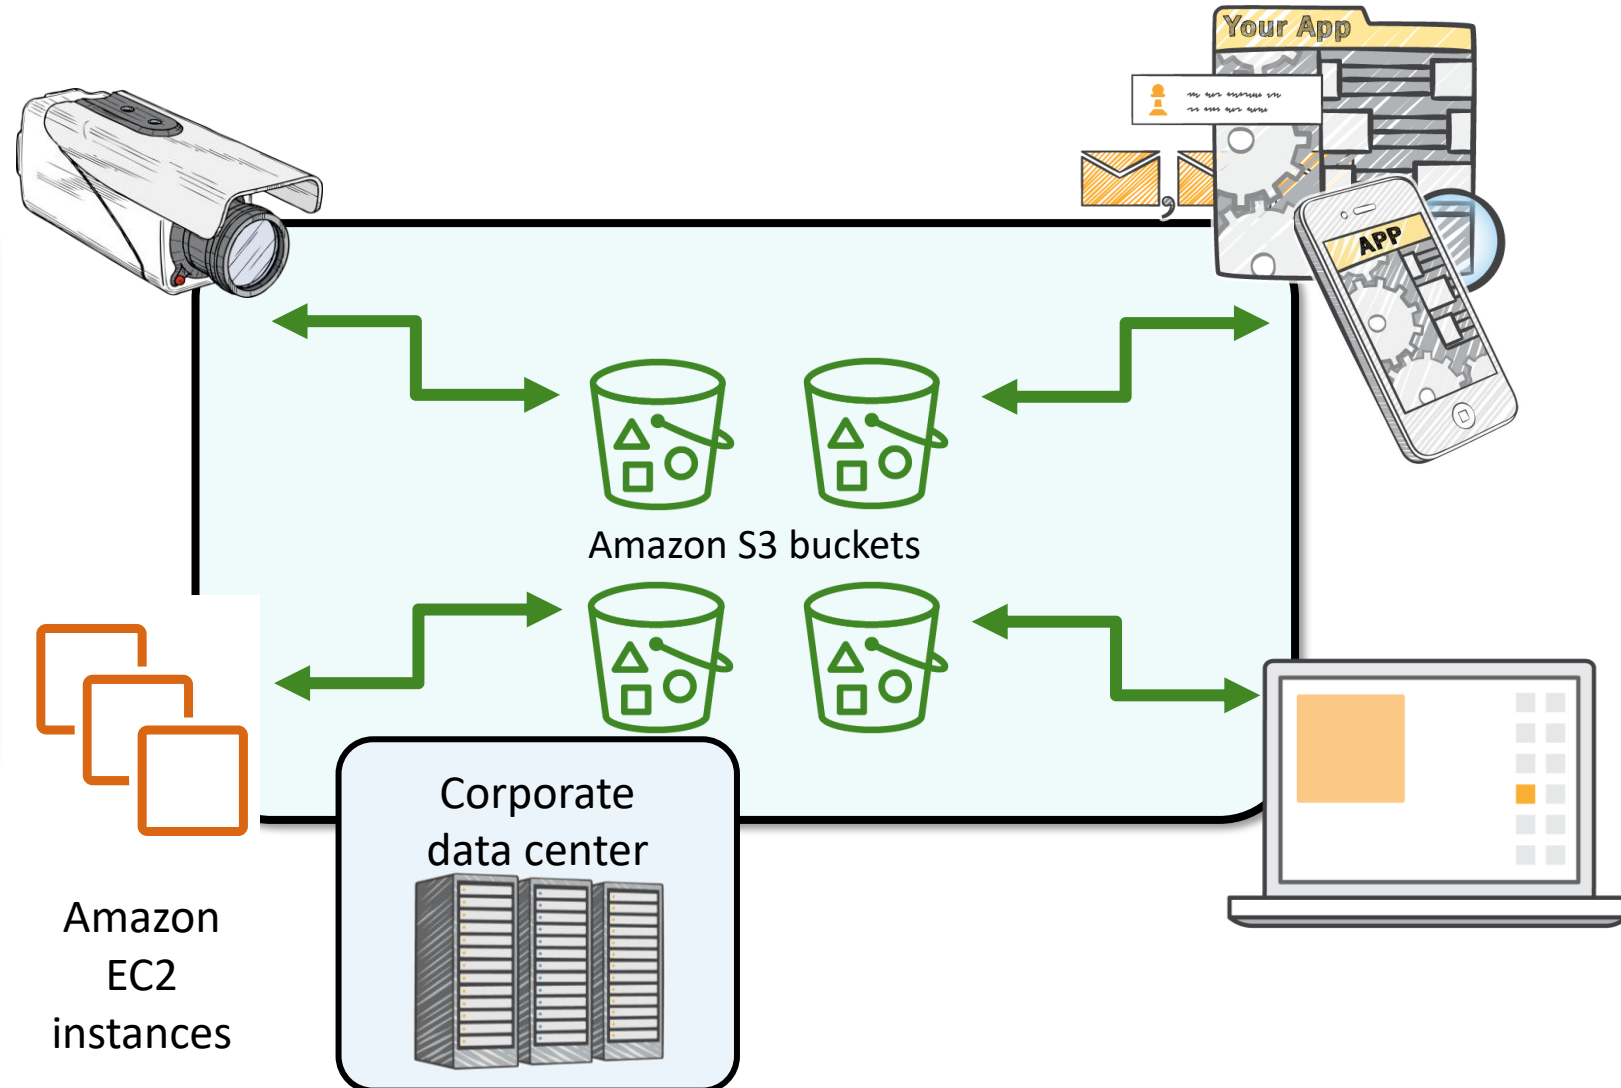 Your App
APP
Amazon S3 buckets
Corporate
data center
Amazon
EC2
instances